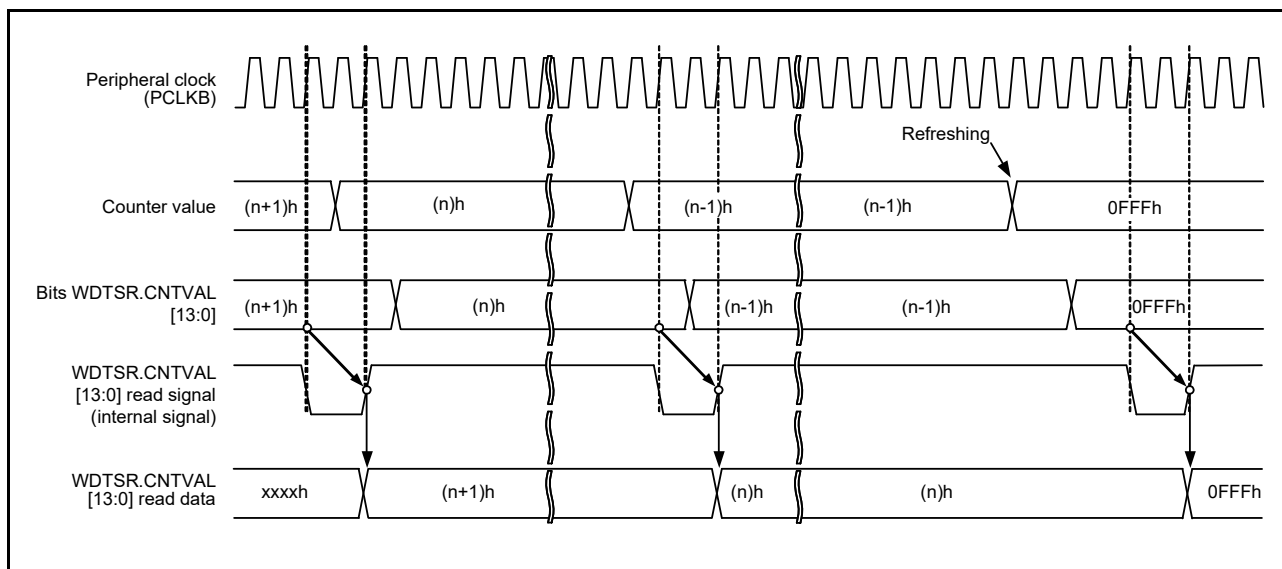 Peripheral clock
(PCLKB)
Refreshing
Counter value
(n+1)h
(n)h
(n-1)h
(n-1)h
0FFFh
Bits WDTSR.CNTVAL
[13:0]
(n+1)h
(n)h
(n-1)h
(n-1)h
0FFFh
WDTSR.CNTVAL
[13:0] read signal
(internal signal)
WDTSR.CNTVAL
[13:0] read data
xxxxh
(n+1)h
(n)h
(n)h
0FFFh